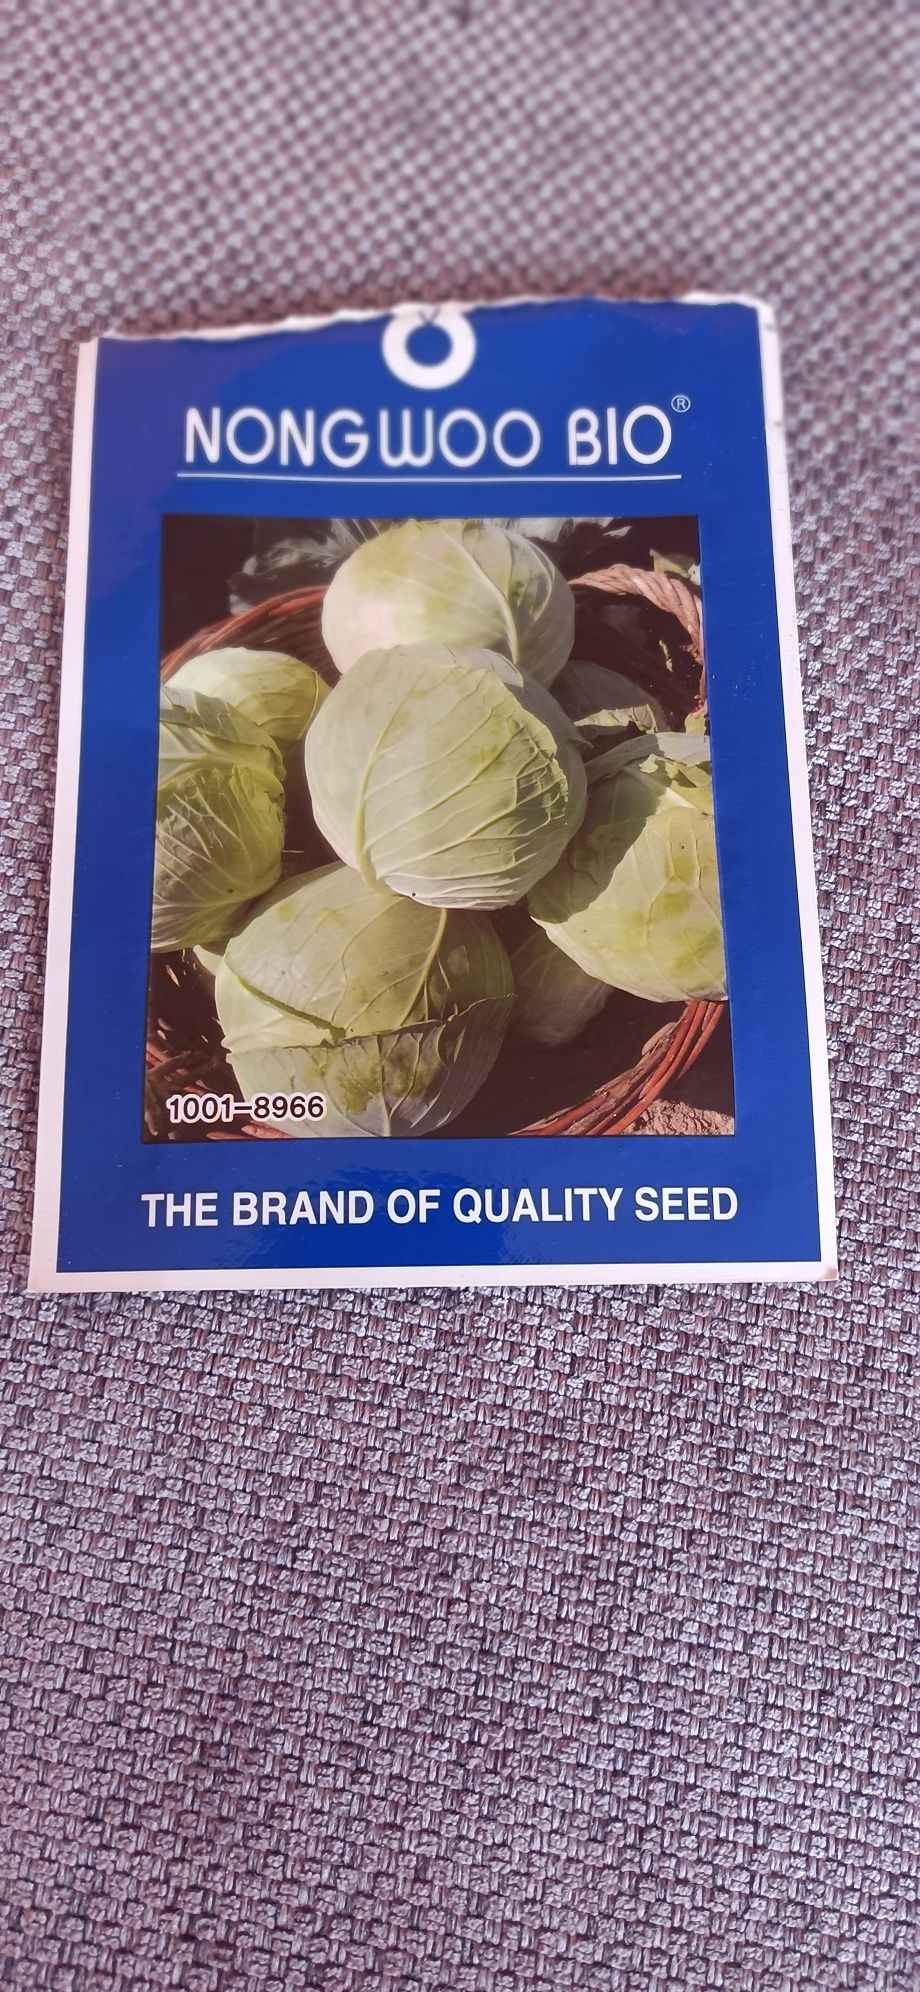 NONGWOO BIO®
1001-8966
THE BRAND OF QUALITY SEED